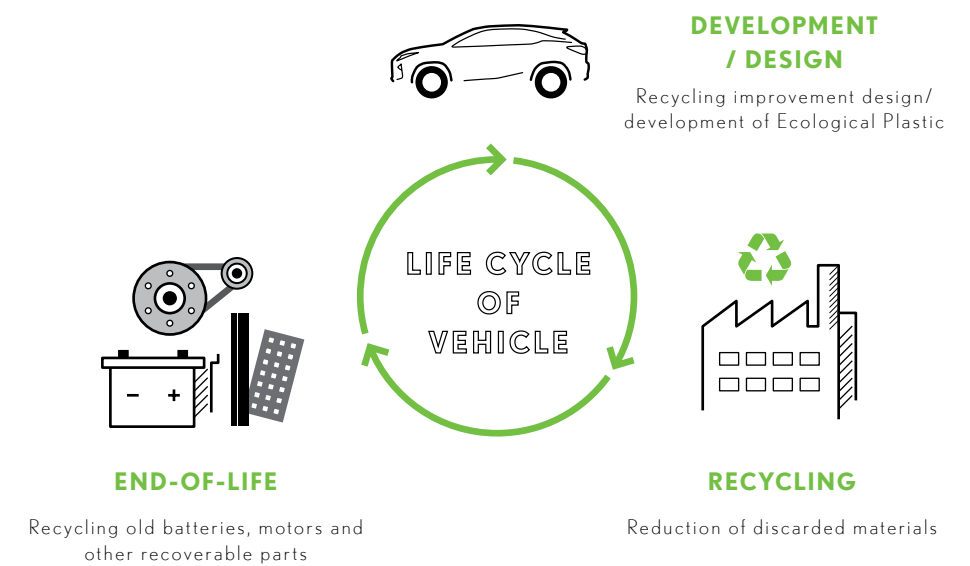 DEVELOPMENT
/ DESIGN
Recycling improvement design/
development of Ecological Plastic
LIFE CYCLE
OF
VEHICLE
− +
END-OF-LIFE
Recycling old batteries, motors and
other recoverable parts
RECYCLING
Reduction of discarded materials